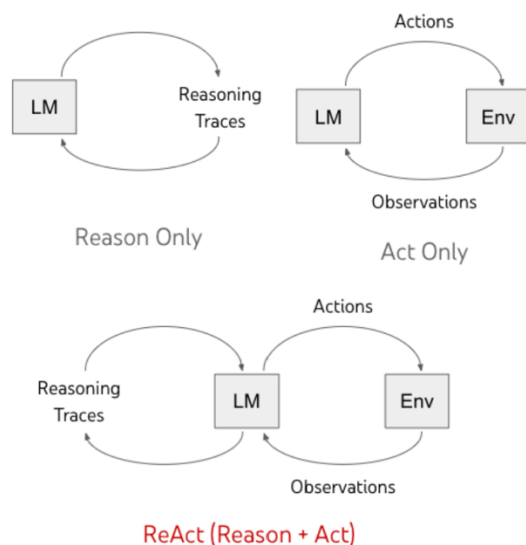 Actions
LM
Reasoning
Traces
LM
Env
Observations
Reason Only
Act Only
Actions
Reasoning
Traces
LM
Env
Observations
ReAct (Reason + Act)